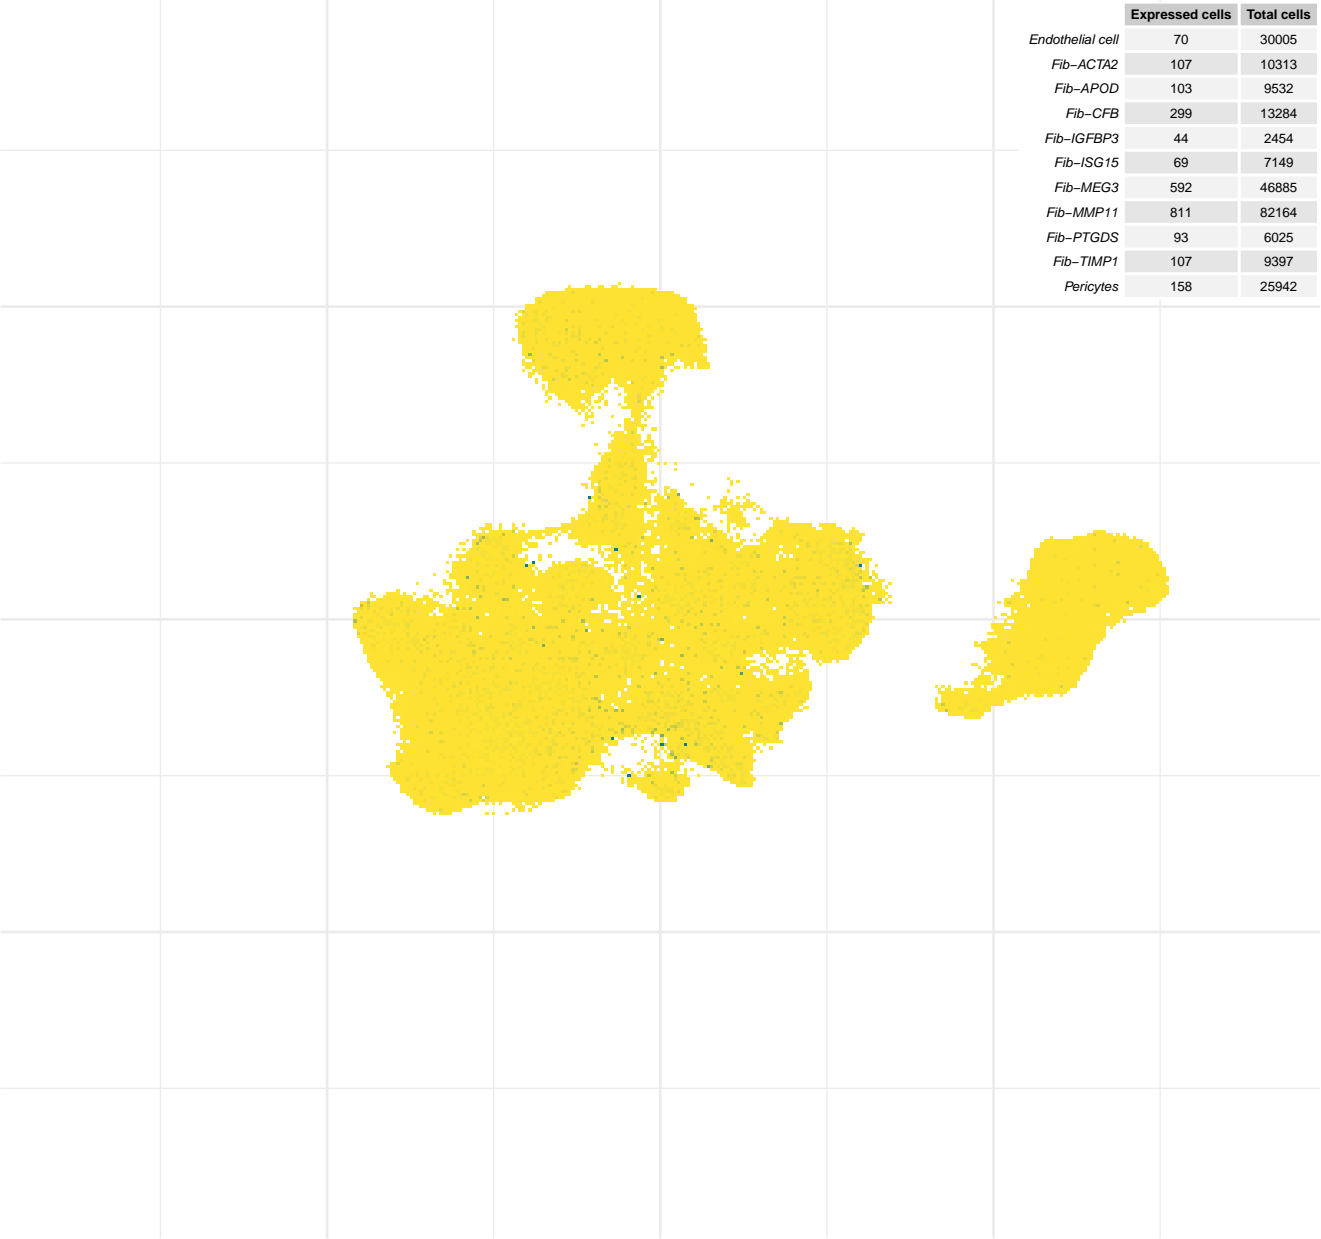 Expressed cells Total cells
Endothelial cell 70 30005
Fib−ACTA2 107 10313
Fib−APOD 103 9532
Fib−CFB 299 13284
Fib−IGFBP3 44 2454
Fib−ISG15 69 7149
Fib−MEG3 592 46885
Fib−MMP11 811 82164
Fib−PTGDS 93 6025
Fib−TIMP1 107 9397
Pericytes 158 25942